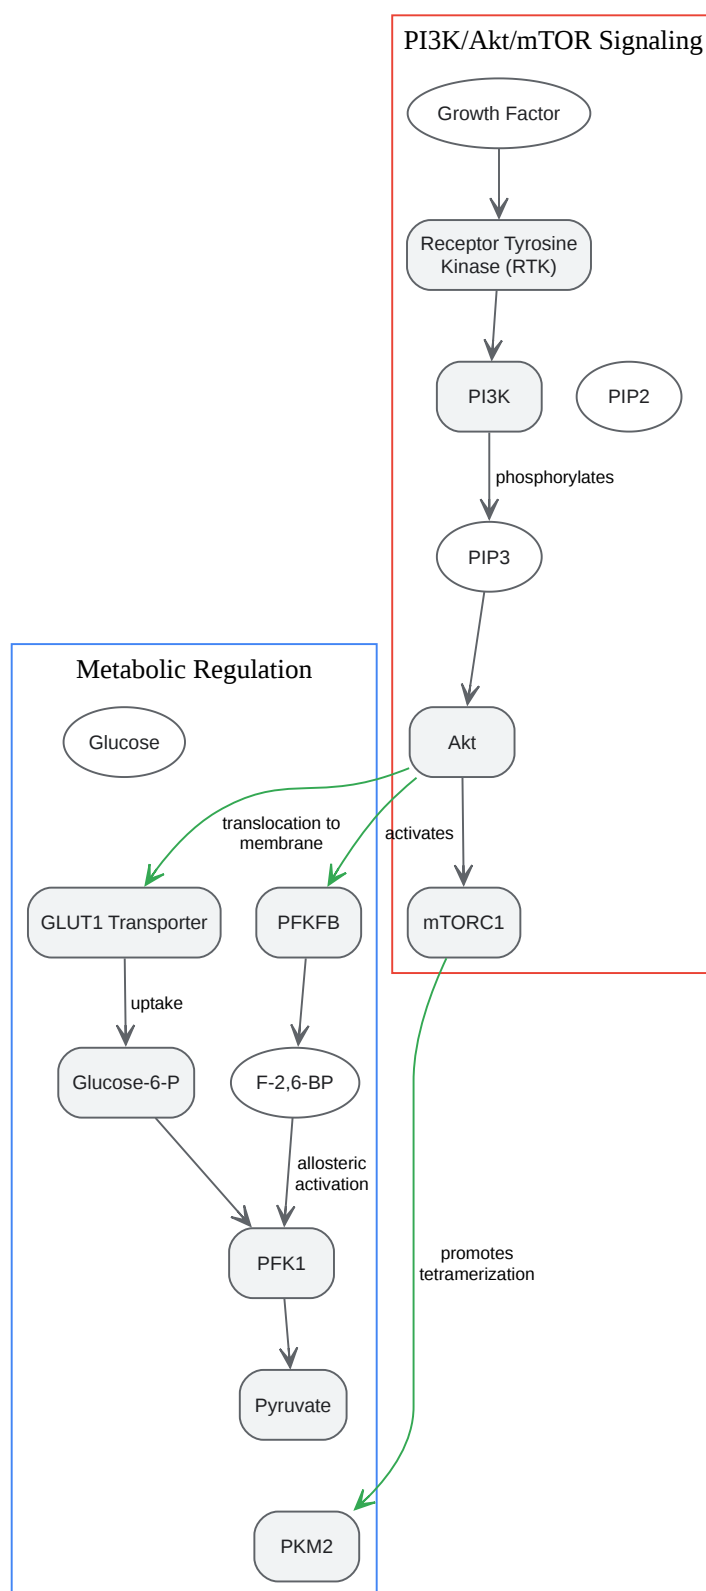 PI3K/Akt/mTOR Signaling
Growth Factor
Receptor Tyrosine
Kinase (RTK)
PI3K
PIP2
phosphorylates
PIP3
Metabolic Regulation
Glucose
Akt
translocation to
membrane
activates
GLUT1 Transporter
PFKFB
mTORC1
uptake
Glucose-6-P
F-2,6-BP
allosteric
activation
PFK1
promotes
tetramerization
Pyruvate
PKM2